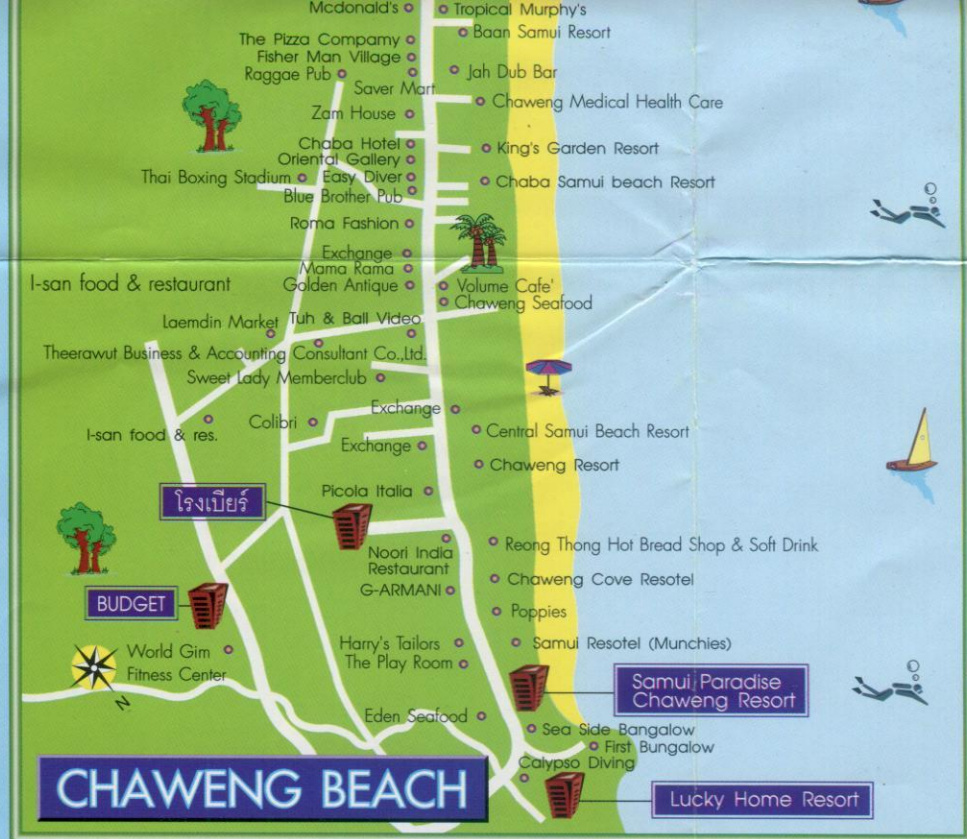 Mcdonald's
Tropical Murphy's
Baan Samui Resort
The Pizza Compamy
Fisher Man Village
Raggae Pub
Jah Dub Bar
Saver Mart
Chaweng Medical Health Care
Zam House
Chaba Hotel
King's Garden Resort
Oriental Gallery
Thai Boxing Stadium
Easy Diver
Chaba Samui beach Resort
Blue Brother Pub
Roma Fashion
Exchange
Mama Rama
I-san food & restaurant
Golden Antique
Volume Cafe'
Chaweng Seafood
Laemdin Market
Tuh & Ball Video
Theerawut Business & Accounting Consultant Co.,Ltd.
Sweet Lady Memberclub
Exchange
Colibri
I-san food & res.
Central Samui Beach Resort
Exchange
Chaweng Resort
Picola Italia
โรงเบียร์
Noori India
Restaurant
Reong Thong Hot Bread Shop & Soft Drink
G-ARMANI
Chaweng Cove Resotel
BUDGET
Poppies
World Gim
Fitness Center
Harry's Tailors
Samui Resotel (Munchies)
The Play Room
N
Samui Paradise
Chaweng Resort
Eden Seafood
Sea Side Bangalow
First Bungalow
Calypso Diving
CHAWENG BEACH
Lucky Home Resort